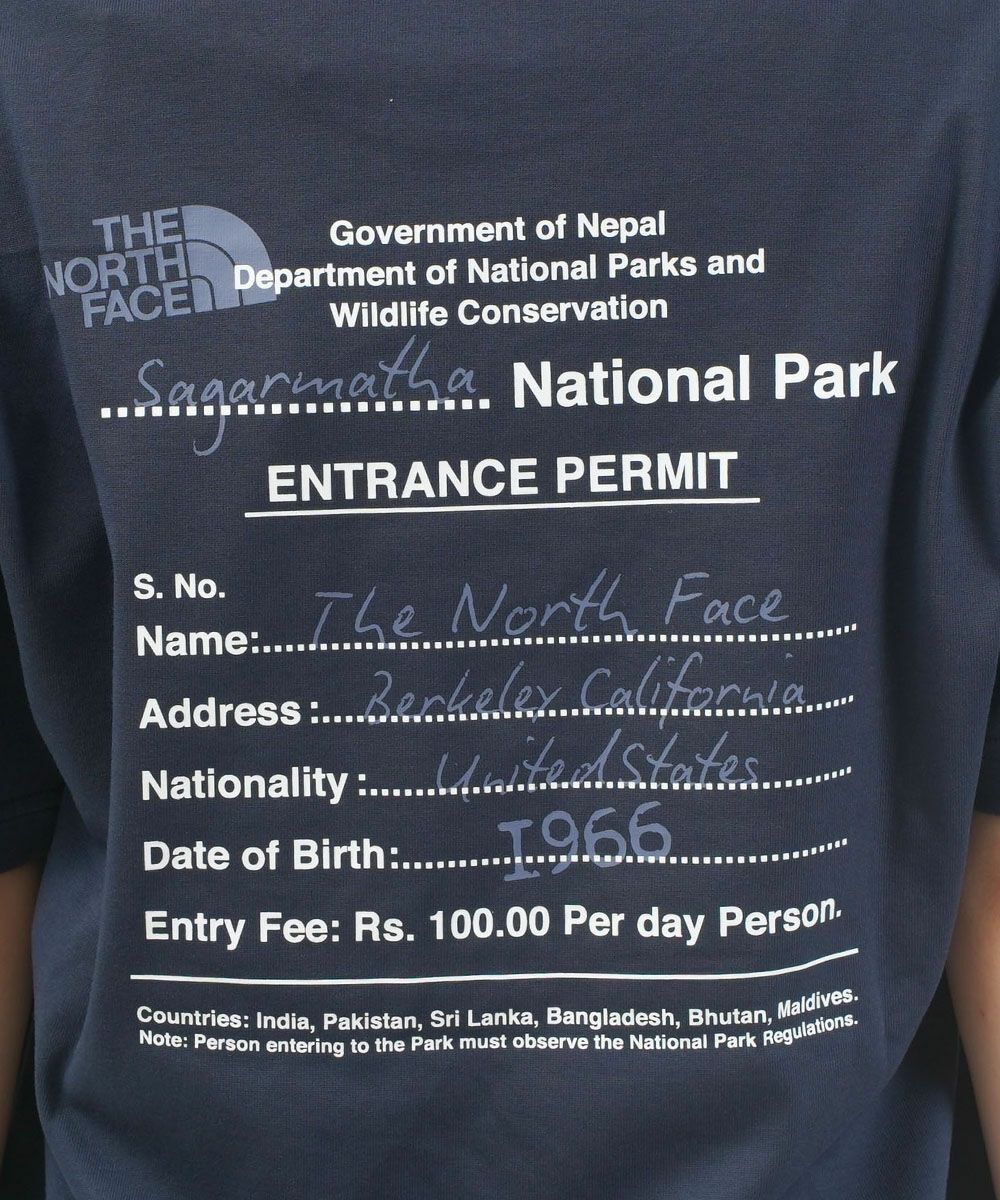 THE
NORTH
FACE
Government of Nepal
Department of National Parks and
Wildlife Conservation
Sagarmatha National Park
ENTRANCE PERMIT
S. No.
Name: The North Face
Address : Berkeley California
Nationality : United States
Date of Birth: 1966
Entry Fee: Rs. 100.00 Per day Person.
Countries: India, Pakistan, Sri Lanka, Bangladesh, Bhutan, Maldives.
Note: Person entering to the Park must observe the National Park Regulations.